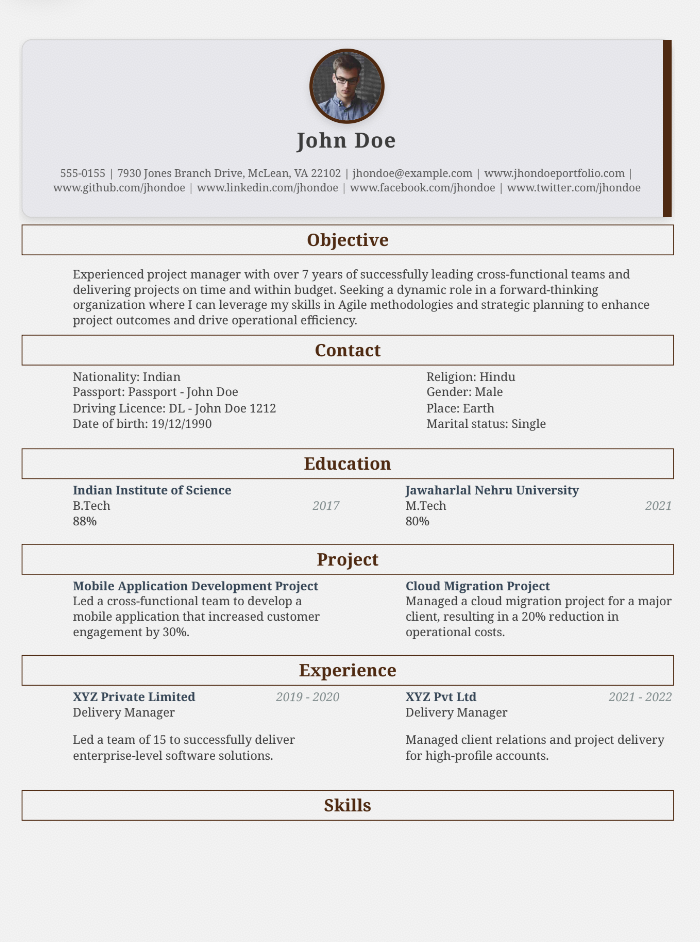 John Doe
555-0155 | 7930 Jones Branch Drive, McLean, VA 22102 | jhondoe@example.com | www.jhondoeportfolio.com |
www.github.com/jhondoe | www.linkedin.com/jhondoe | www.facebook.com/jhondoe | www.twitter.com/jhondoe
Objective
Experienced project manager with over 7 years of successfully leading cross-functional teams and
delivering projects on time and within budget. Seeking a dynamic role in a forward-thinking
organization where I can leverage my skills in Agile methodologies and strategic planning to enhance
project outcomes and drive operational efficiency.
Contact
Nationality: Indian
Passport: Passport - John Doe
Driving Licence: DL - John Doe 1212
Date of birth: 19/12/1990
Religion: Hindu
Gender: Male
Place: Earth
Marital status: Single
Education
Indian Institute of Science
B.Tech 2017
88%
Jawaharlal Nehru University
M.Tech 2021
80%
Project
Mobile Application Development Project
Led a cross-functional team to develop a
mobile application that increased customer
engagement by 30%.
Cloud Migration Project
Managed a cloud migration project for a major
client, resulting in a 20% reduction in
operational costs.
Experience
XYZ Private Limited 2019 - 2020
Delivery Manager
Led a team of 15 to successfully deliver
enterprise-level software solutions.
XYZ Pvt Ltd 2021 - 2022
Delivery Manager
Managed client relations and project delivery
for high-profile accounts.
Skills